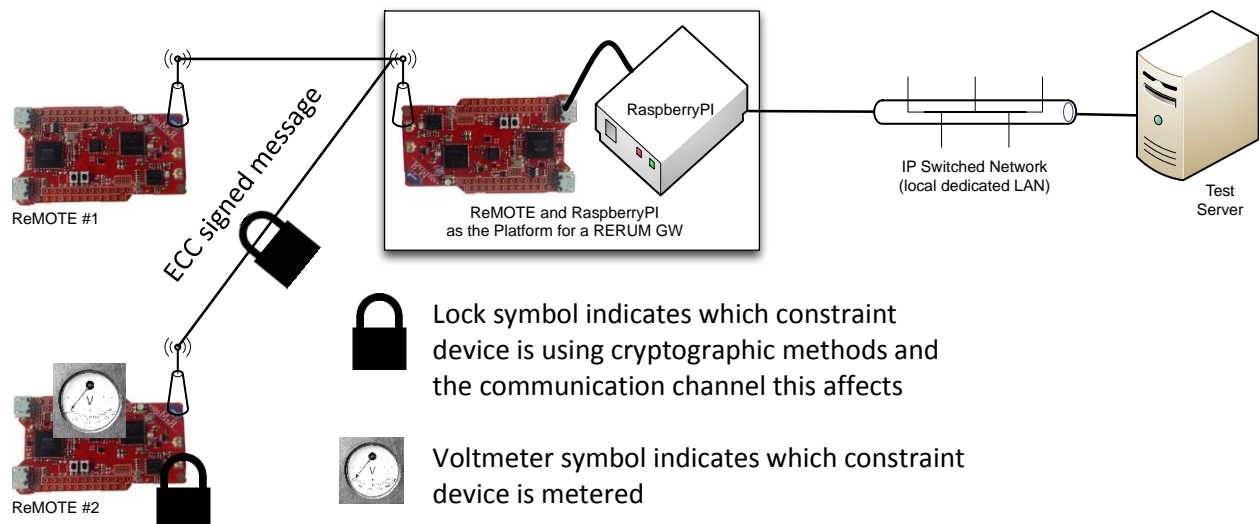 RaspberryPI
IP Switched Network
(local dedicated LAN)
Test
Server
ReMOTE #1
ReMOTE and RaspberryPI
as the Platform for a RERUM GW
ECC signed message
Lock symbol indicates which constraint
device is using cryptographic methods and
the communication channel this affects
V
ReMOTE #2
V
Voltmeter symbol indicates which constraint
device is metered